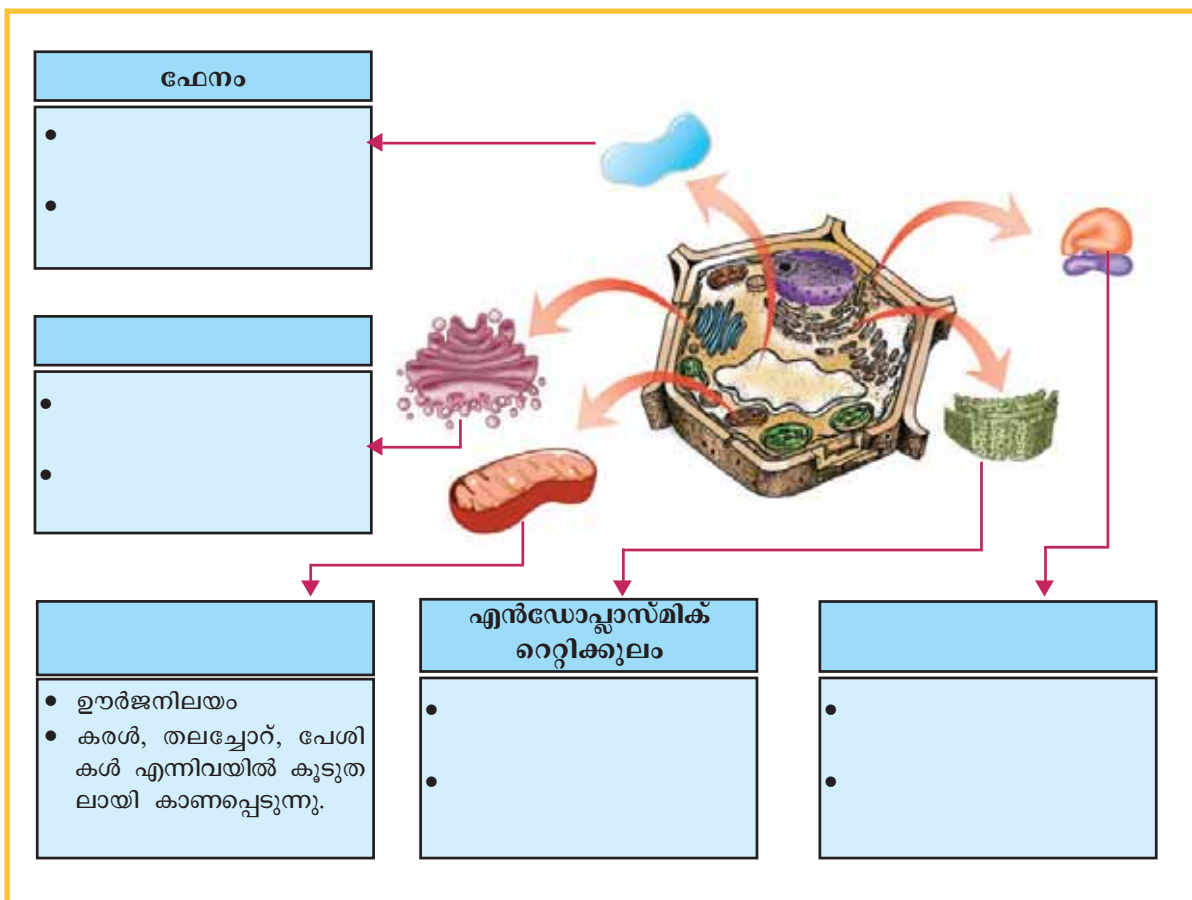 ഫേനം
എൻഡോപ്ലാസ്മിക്
റെറ്റിക്കുലം
• ഊർജനിലയം
• കരൾ, തലച്ചോറ്, പേശി
കൾ എന്നിവയിൽ കൂടുത
ലായി കാണപ്പെടുന്നു.